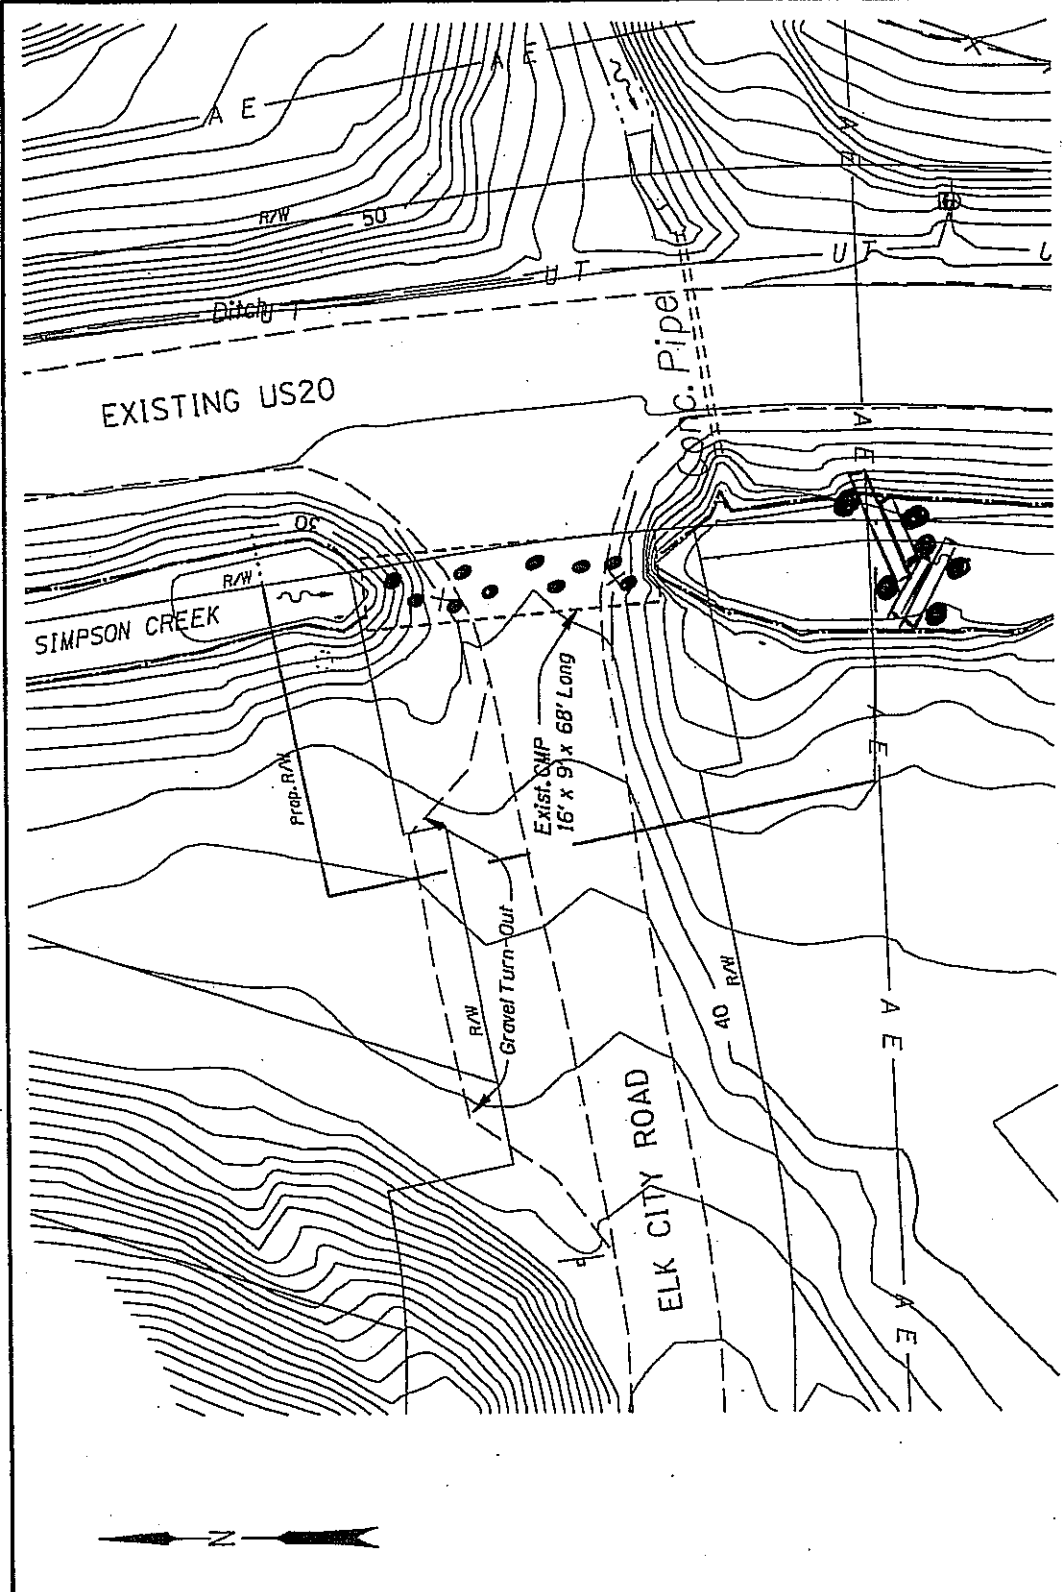 A E
A E
A E
R/W
50
U T
U T
U
Ditch
U T
Conc. Pipe
EXISTING US20
A E
30
R/W
SIMPSON CREEK
Exist. CMP
16' x 9' x 68' Long
Prop. R/W
A E
Gravel Turn-Out
R/W
R/W
40
A E
ELK CITY ROAD
A E
N